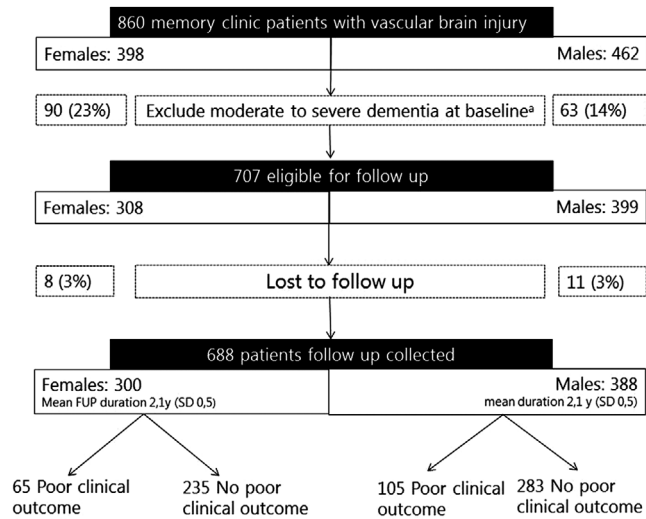 860 memory clinic patients with vascular brain injury
Females: 398
Males: 462
90 (23%)
Exclude moderate to severe dementia at baselineᵃ
63 (14%)
707 eligible for follow up
Females: 308
Males: 399
8 (3%)
Lost to follow up
11 (3%)
688 patients follow up collected
Females: 300
Mean FUP duration 2,1y (SD 0,5)
Males: 388
mean duration 2,1 y (SD 0,5)
65 Poor clinical
outcome
235 No poor
clinical outcome
105 Poor clinical
outcome
283 No poor
clinical outcome